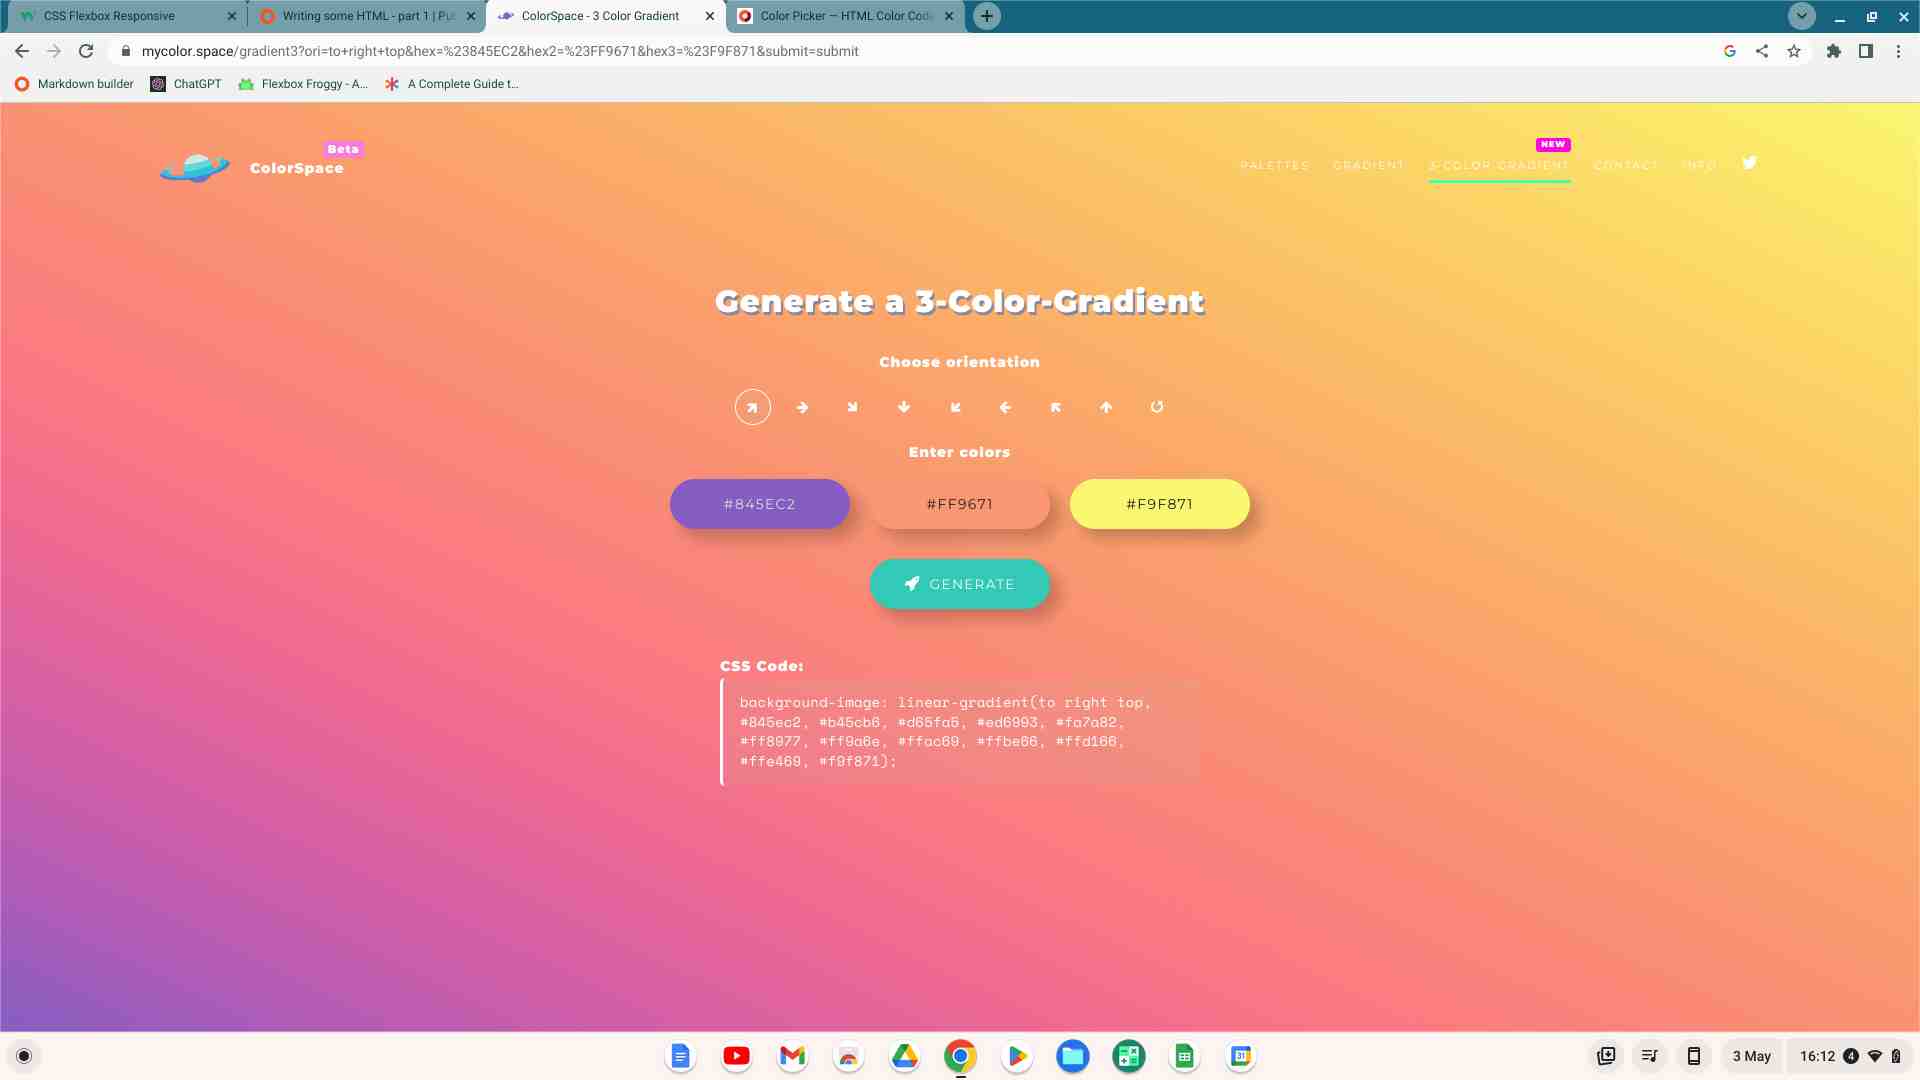 CSS Flexbox Responsive
Writing some HTML - part 1 | Pu
ColorSpace - 3 Color Gradient
Color Picker — HTML Color Cod
mycolor.space/gradient3?ori=to+right+top&hex=%23845EC2&hex2=%23FF9671&hex3=%23F9F871&submit=submit
Markdown builder
ChatGPT
Flexbox Froggy - A...
A Complete Guide t...
Beta
ColorSpace
NEW
PALETTES GRADIENT 3-COLOR-GRADIENT CONTACT INFO
Generate a 3-Color-Gradient
Choose orientation
Enter colors
#845EC2 #FF9671 #F9F871
GENERATE
CSS Code:
background-image: linear-gradient(to right top,
#845ec2, #b45cb6, #d65fa5, #ed6993, #fa7a82,
#ff8977, #ff9a6e, #ffac69, #ffbe66, #ffd166,
#ffe469, #f9f871);
31
3 May
16:12
4